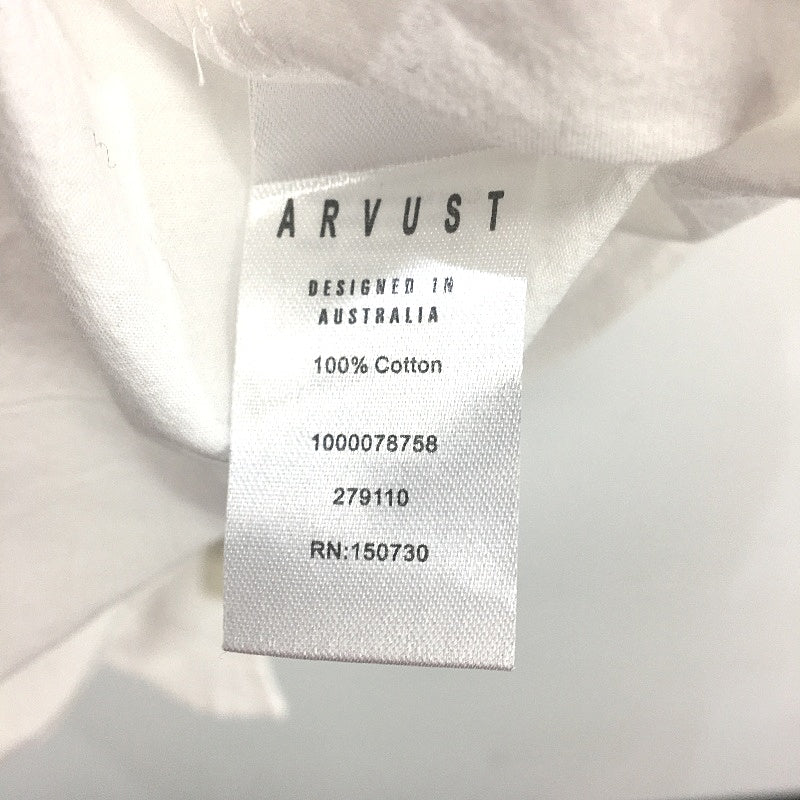 ARVUST
DESIGNED IN
AUSTRALIA
100% Cotton
1000078758
279110
RN:150730